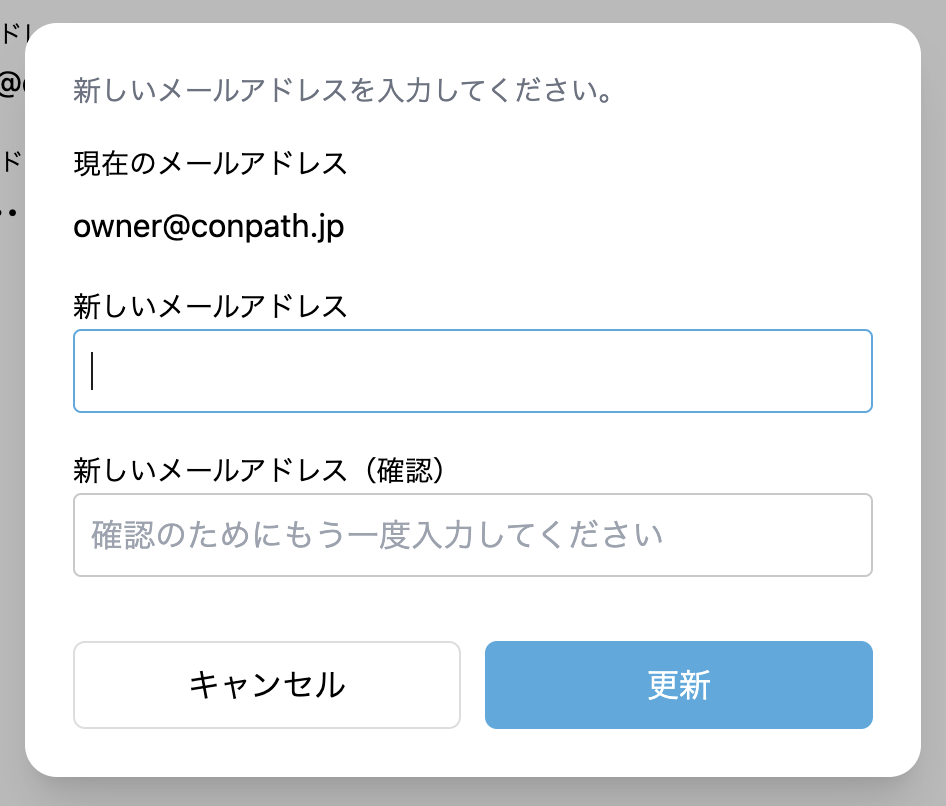 新しいメールアドレスを入力してください。
現在のメールアドレス
owner@conpath.jp
新しいメールアドレス
新しいメールアドレス（確認）
確認のためにもう一度入力してください
キャンセル
更新